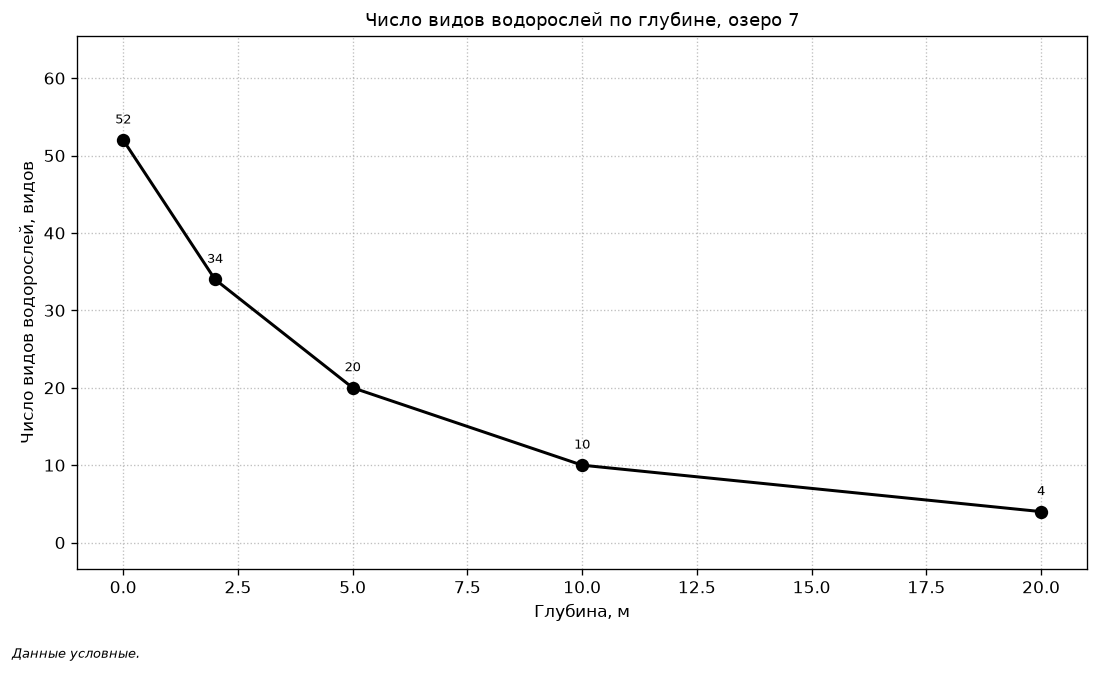 Число видов водорослей по глубине, озеро 7
Число видов водорослей, видов
60
50
40
30
20
10
0
52
34
20
10
4
0.0 2.5 5.0 7.5 10.0 12.5 15.0 17.5 20.0
Глубина, м
Данные условные.